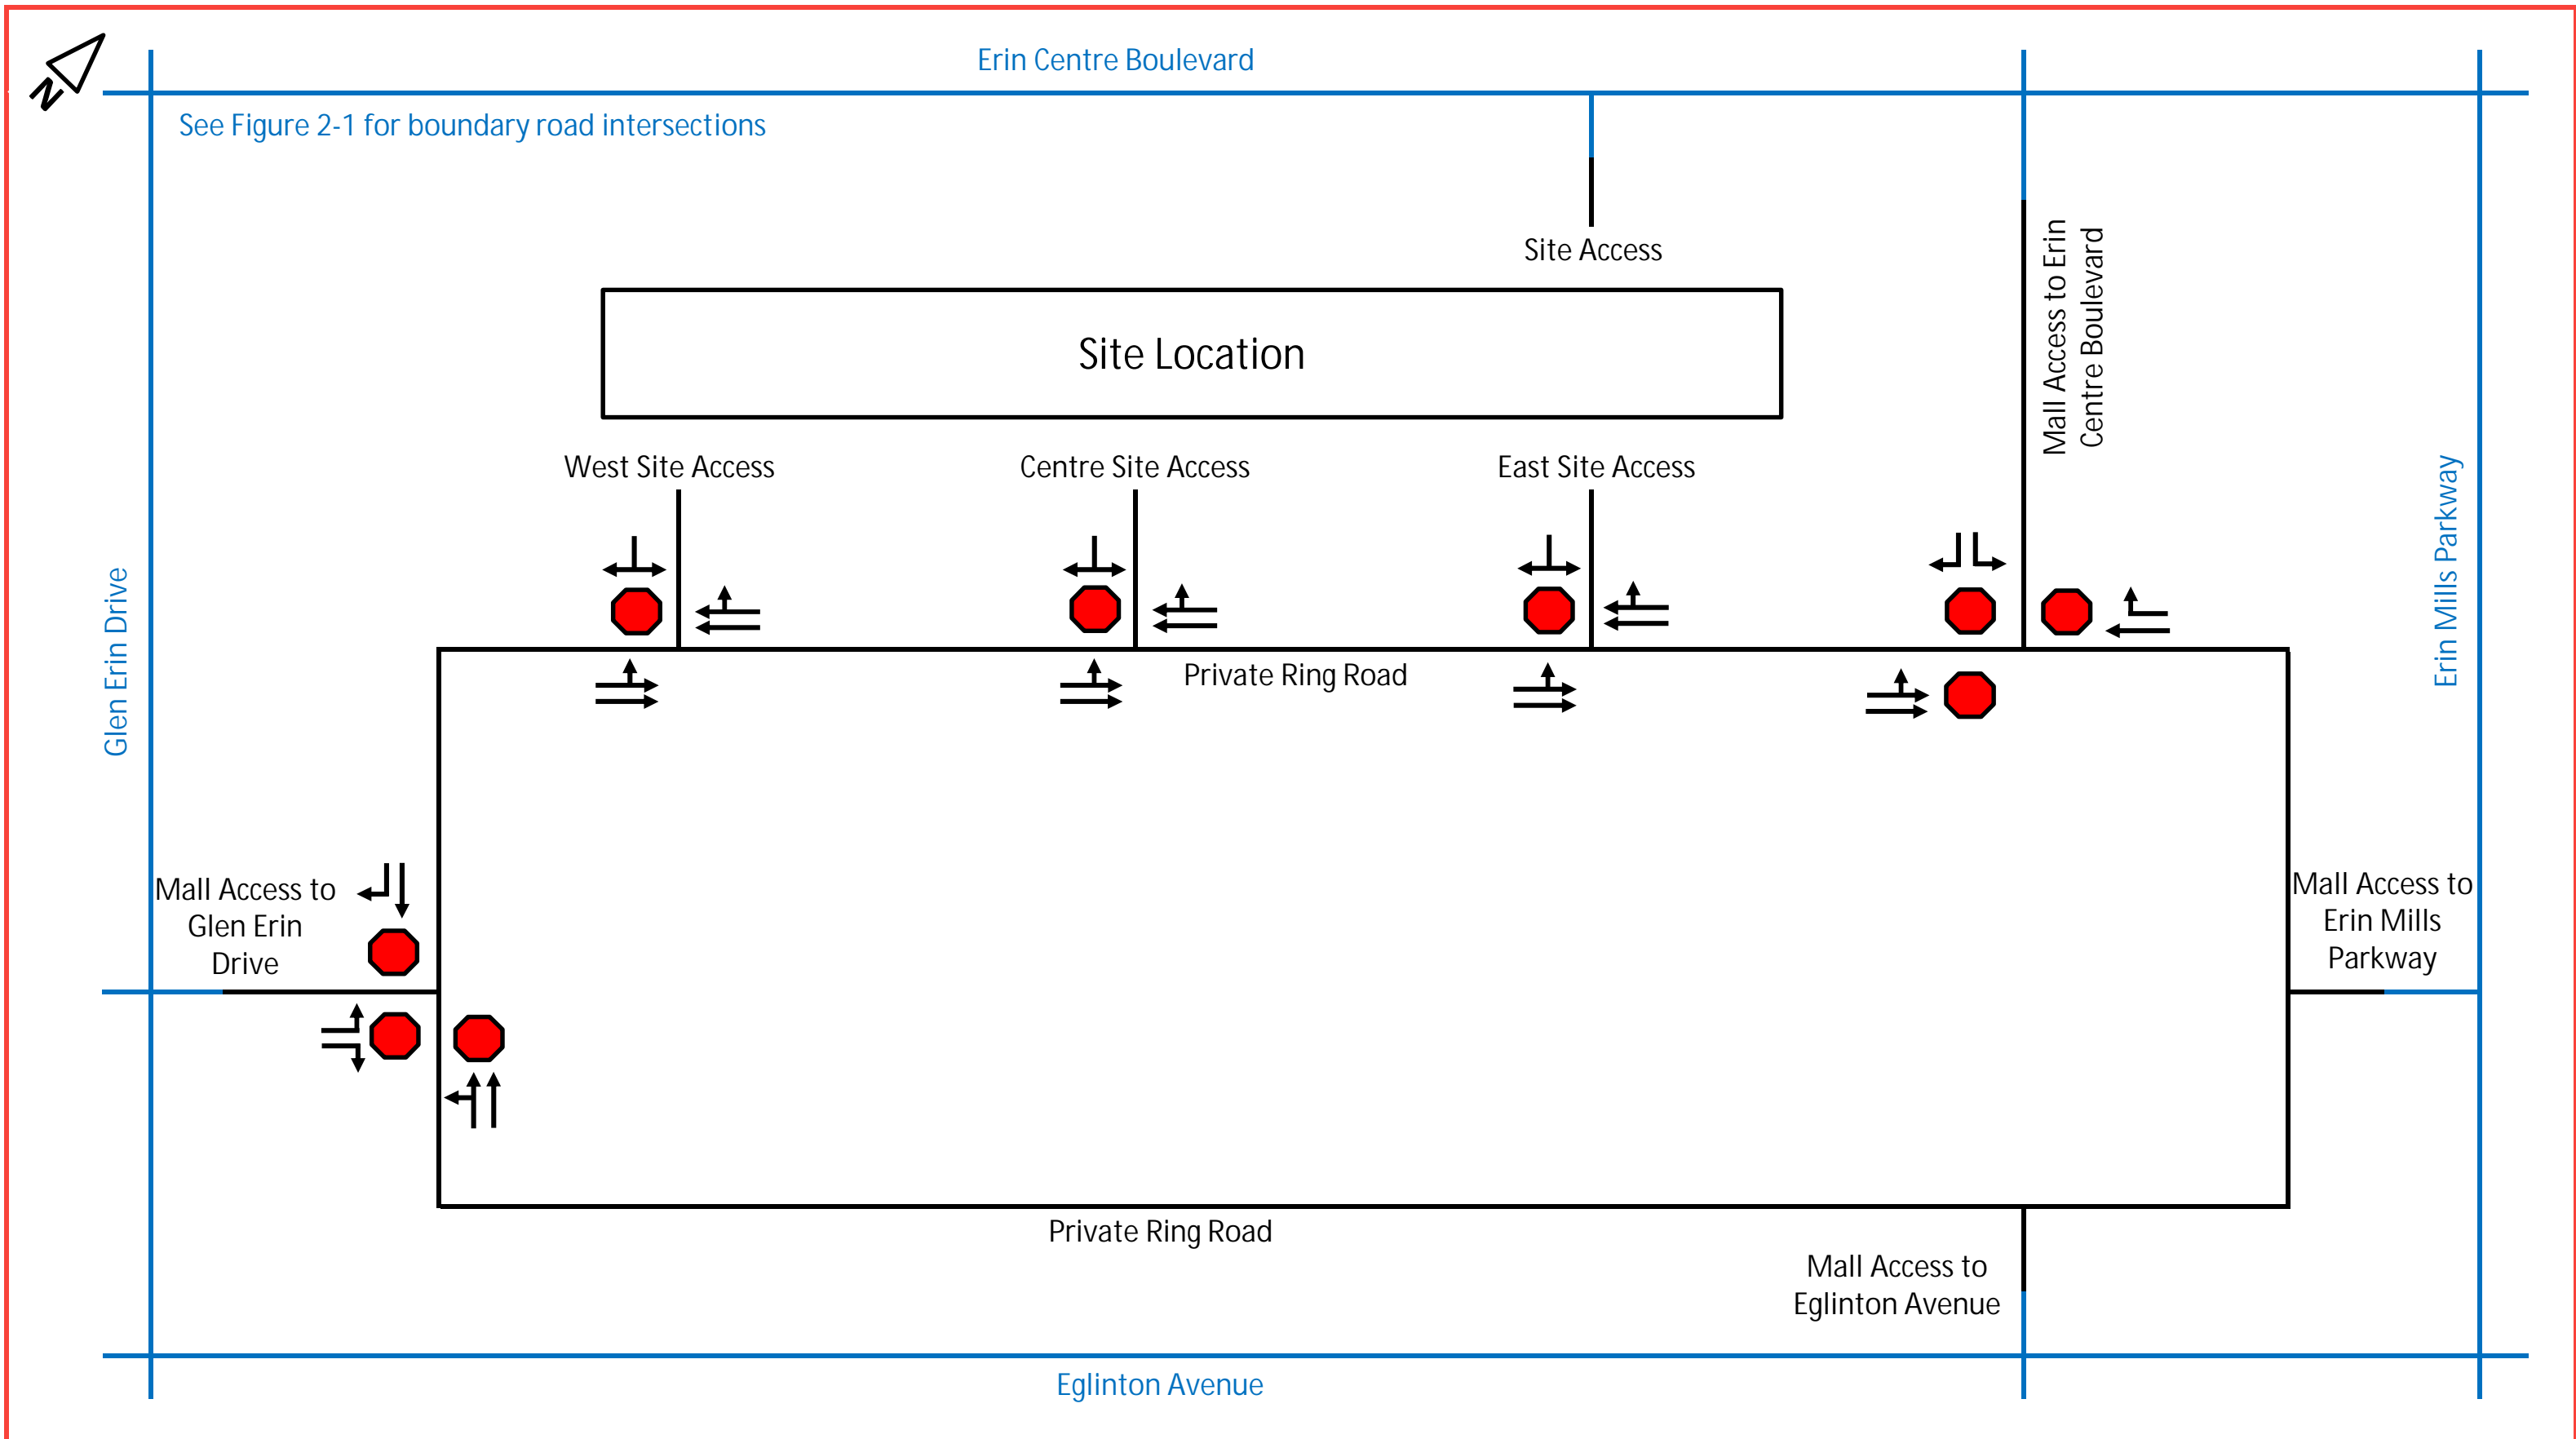 Erin Centre Boulevard
N
See Figure 2-1 for boundary road intersections
Site Access
Mall Access to Erin
Centre Boulevard
Site Location
West Site Access
Centre Site Access
East Site Access
Erin Mills Parkway
Glen Erin Drive
Private Ring Road
Mall Access to
Glen Erin
Drive
Mall Access to
Erin Mills
Parkway
Private Ring Road
Mall Access to
Eglinton Avenue
Eglinton Avenue